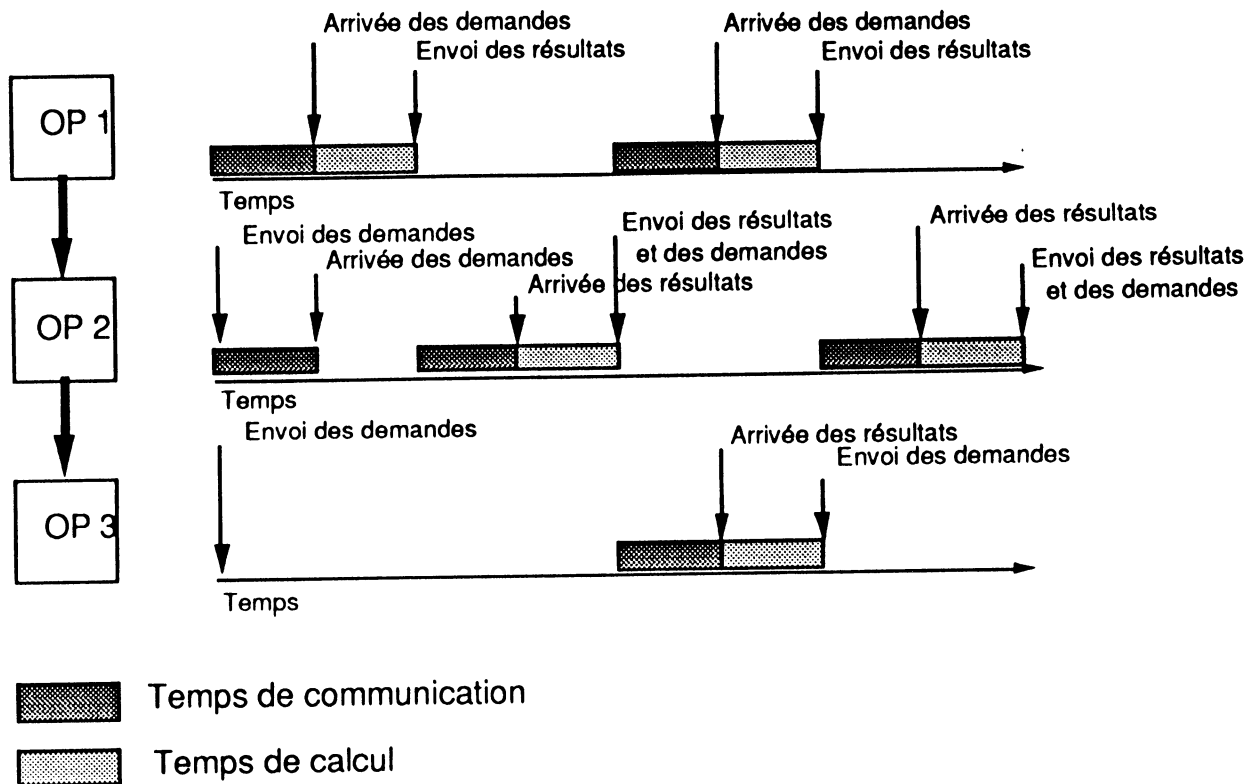 Arrivée des demandes
Envoi des résultats
Arrivée des demandes
Envoi des résultats
OP 1
Temps
Envoi des demandes
Arrivée des demandes
Envoi des résultats
et des demandes
Arrivée des résultats
Arrivée des résultats
Envoi des résultats
et des demandes
OP 2
Temps
Envoi des demandes
Arrivée des résultats
Envoi des demandes
OP 3
Temps
Temps de communication
Temps de calcul